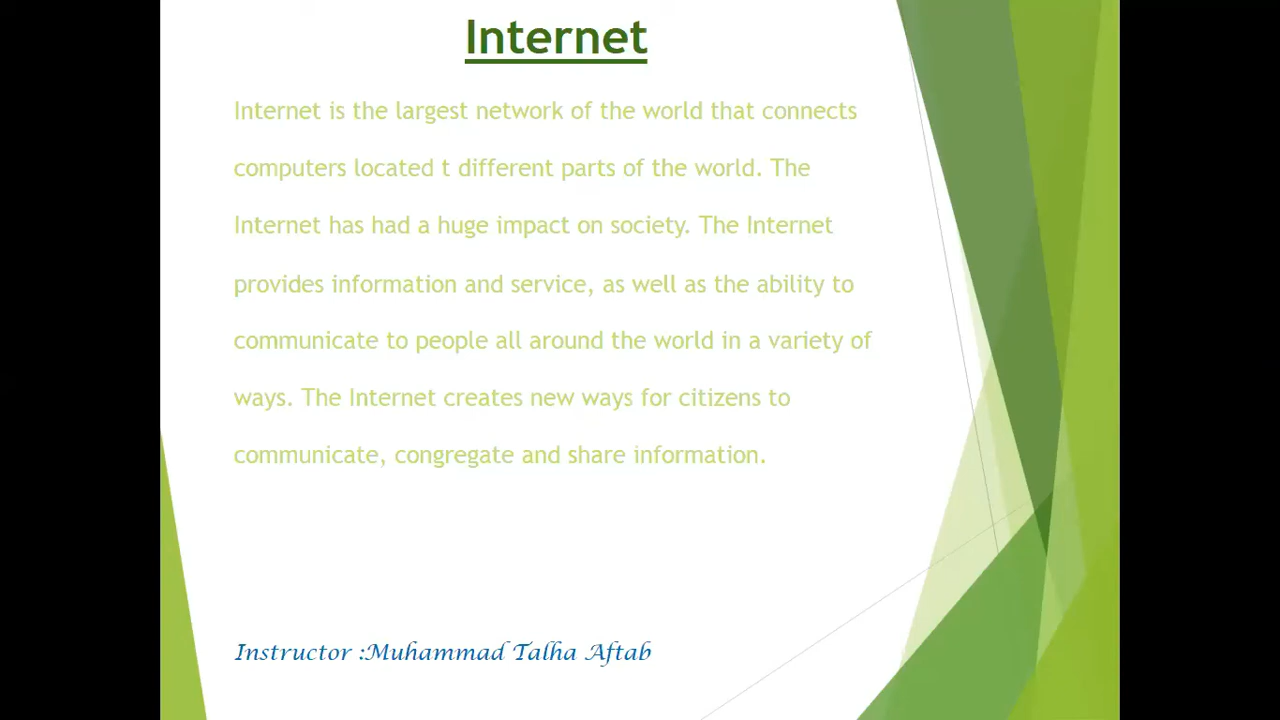 Internet
Internet is the largest network of the world that connects
computers located t different parts of the world. The
Internet has had a huge impact on society. The Internet
provides information and service, as well as the ability to
communicate to people all around the world in a variety of
ways. The Internet creates new ways for citizens to
communicate, congregate and share information.
Instructor :Muhammad Talha Aftab